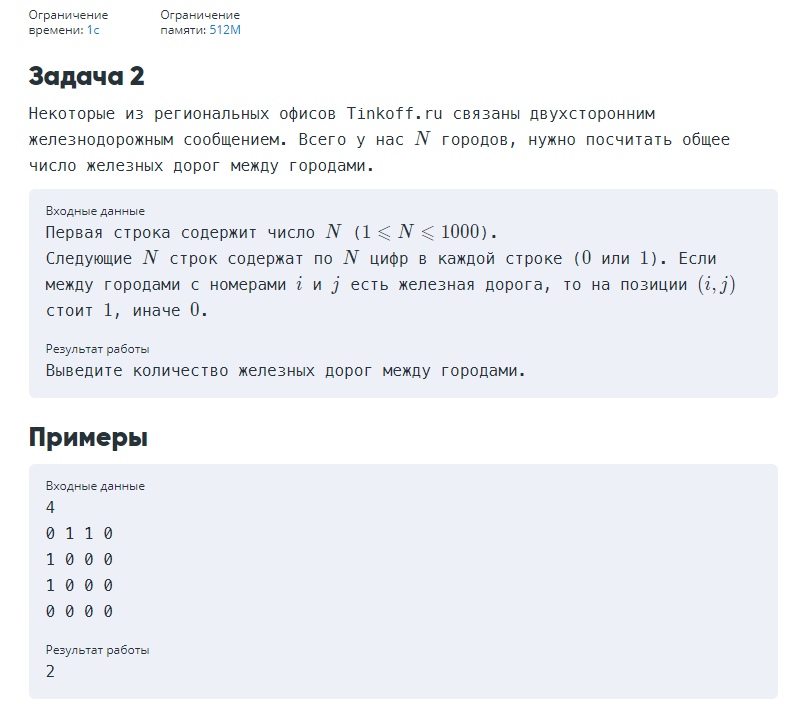 Ограничение
времени: 1с
Ограничение
памяти: 512M
Задача 2
Некоторые из региональных офисов Tinkoff.ru связаны двухсторонним
железнодорожным сообщением. Всего у нас N городов, нужно посчитать общее
число железных дорог между городами.
Входные данные
Первая строка содержит число N (1 ⩽ N ⩽ 1000).
Следующие N строк содержат по N цифр в каждой строке (0 или 1). Если
между городами с номерами i и j есть железная дорога, то на позиции (i, j)
стоит 1, иначе 0.
Результат работы
Выведите количество железных дорог между городами.
Примеры
Входные данные
4
0 1 1 0
1 0 0 0
1 0 0 0
0 0 0 0
Результат работы
2